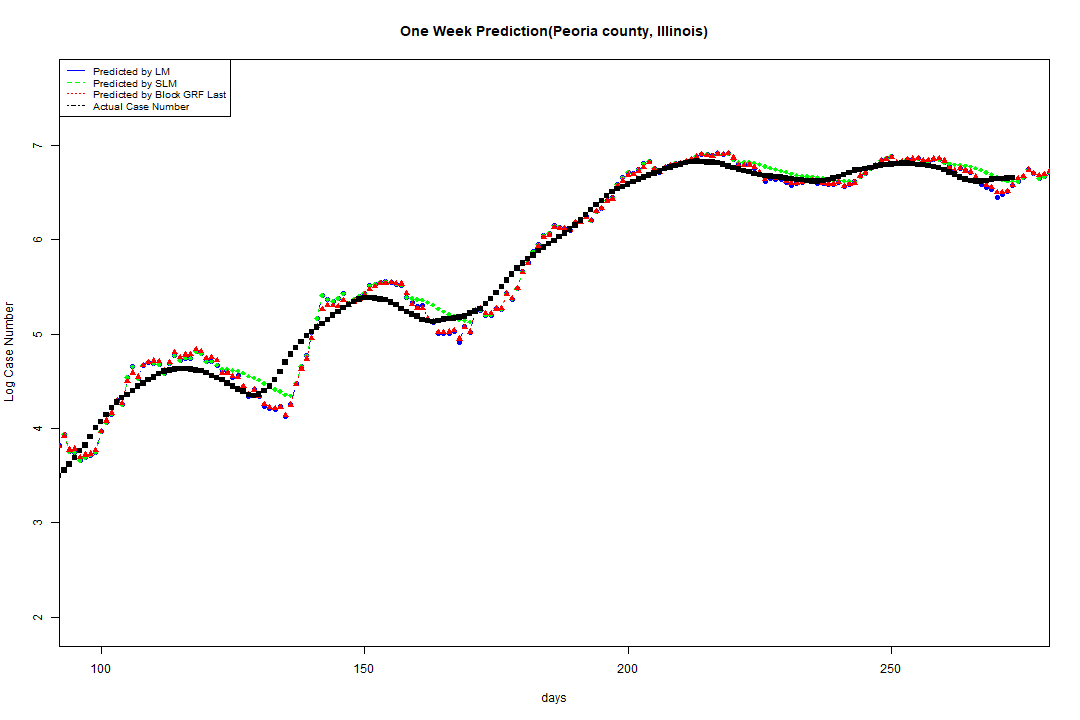 One Week Prediction(Peoria county, Illinois)
Predicted by LM
Predicted by SLM
Predicted by Block GRF Last
Actual Case Number
7
6
5
4
3
2
Log Case Number
100 150 200 250
days